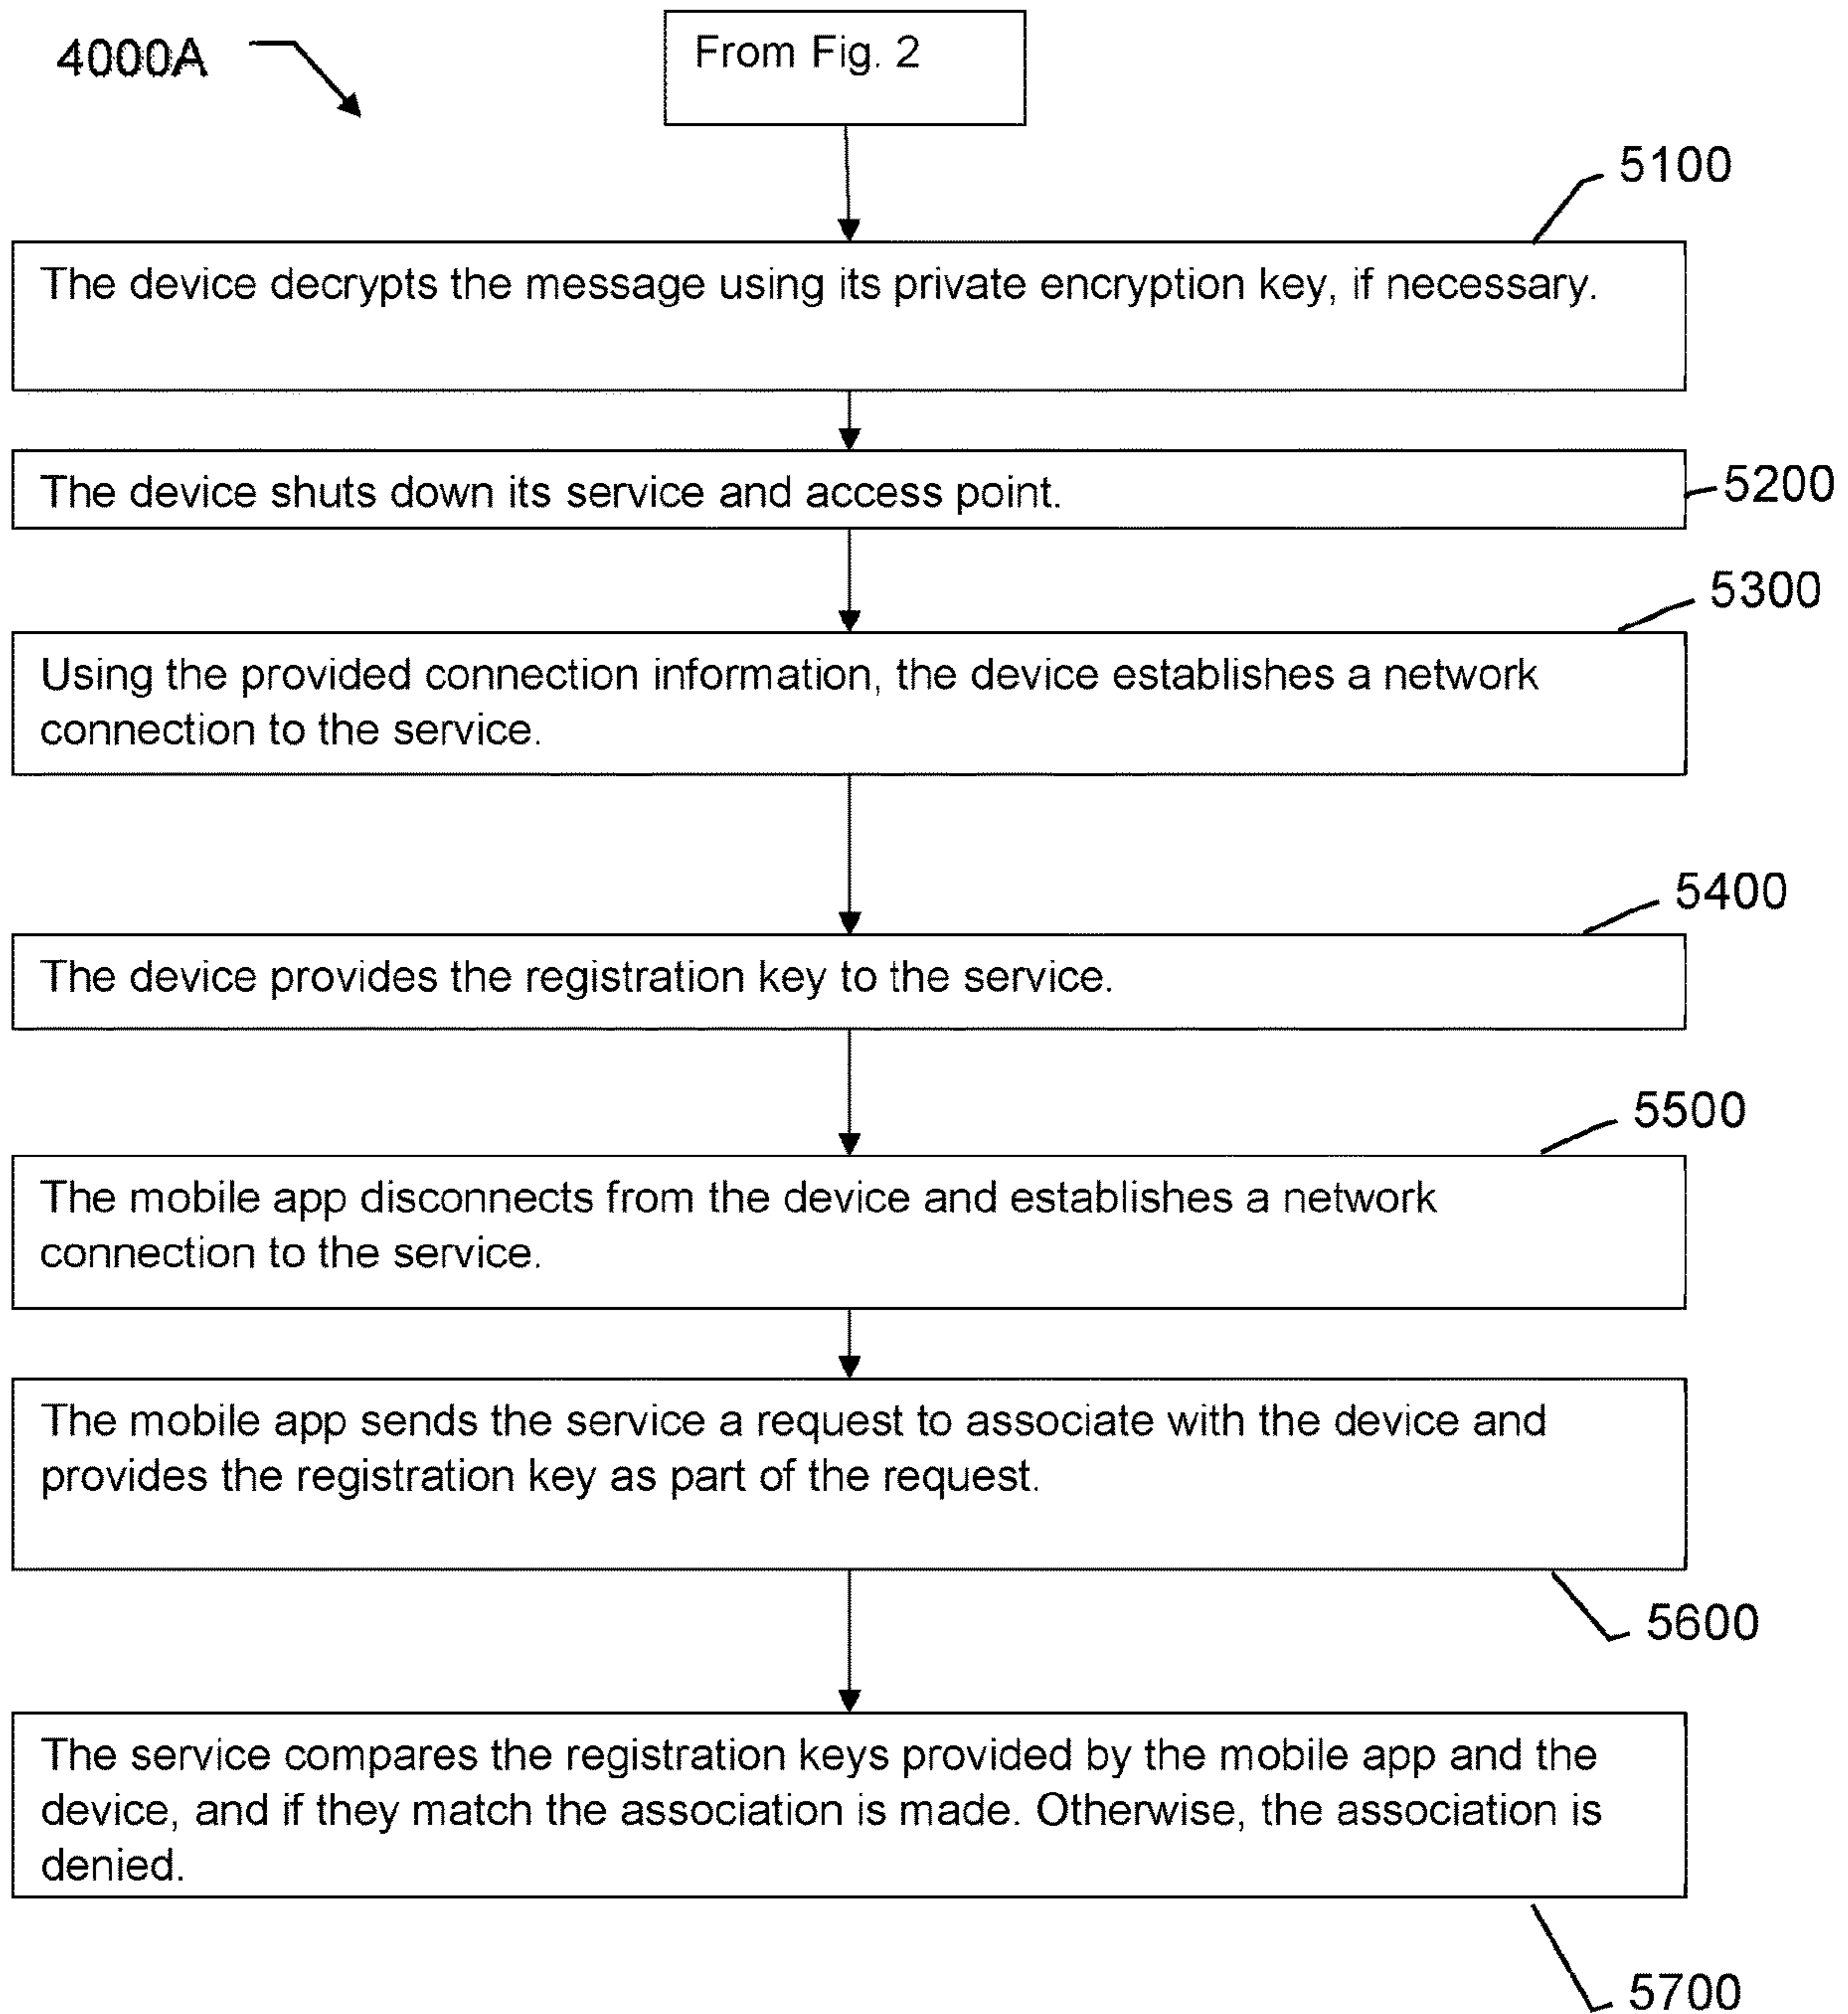 4000A
From Fig. 2
5100
The device decrypts the message using its private encryption key, if necessary.
The device shuts down its service and access point.
5200
5300
Using the provided connection information, the device establishes a network
connection to the service.
5400
The device provides the registration key to the service.
5500
The mobile app disconnects from the device and establishes a network
connection to the service.
The mobile app sends the service a request to associate with the device and
provides the registration key as part of the request.
5600
The service compares the registration keys provided by the mobile app and the
device, and if they match the association is made. Otherwise, the association is
denied.
5700